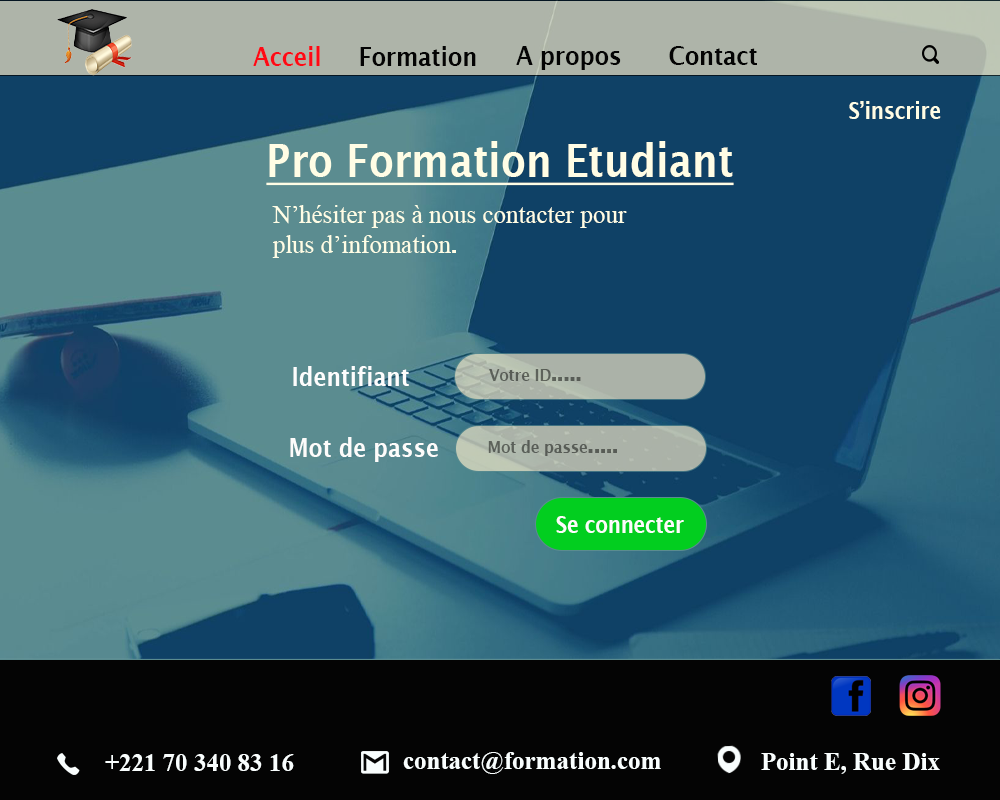 Acceil Formation A propos Contact
S'inscrire
Pro Formation Etudiant
N'hésiter pas à nous contacter pour
plus d'infomation.
Identifiant Votre ID.....
Mot de passe Mot de passe.....
Se connecter
+221 70 340 83 16 contact@formation.com Point E, Rue Dix